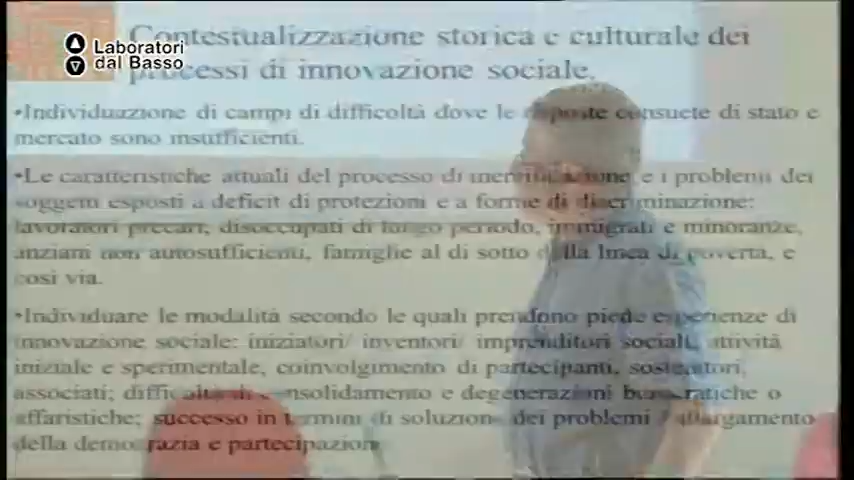 Laboratori
dal Basso
Contestualizzazione storica e culturale dei
processi di innovazione sociale.
•Individuazione di campi di difficoltà dove le risposte consuete di stato e
mercato sono insufficienti.
•Le caratteristiche attuali del processo di mercificazione e i problemi dei
soggetti esposti a deficit di protezioni e a forme di discriminazione:
lavoratori precari, disoccupati di lungo periodo, immigrati e minoranze,
anziani non autosufficienti, famiglie al di sotto della linea di povertà, e
così via.
•Individuare le modalità secondo le quali prendono piede esperienze di
innovazione sociale: iniziatori/ inventori/ imprenditori sociali, attività
iniziale e sperimentale, coinvolgimento di partecipanti, sostenitori,
associati; difficoltà di consolidamento e degenerazioni burocratiche o
affaristiche; successo in termini di soluzione dei problemi / allargamento
della democrazia e partecipazione